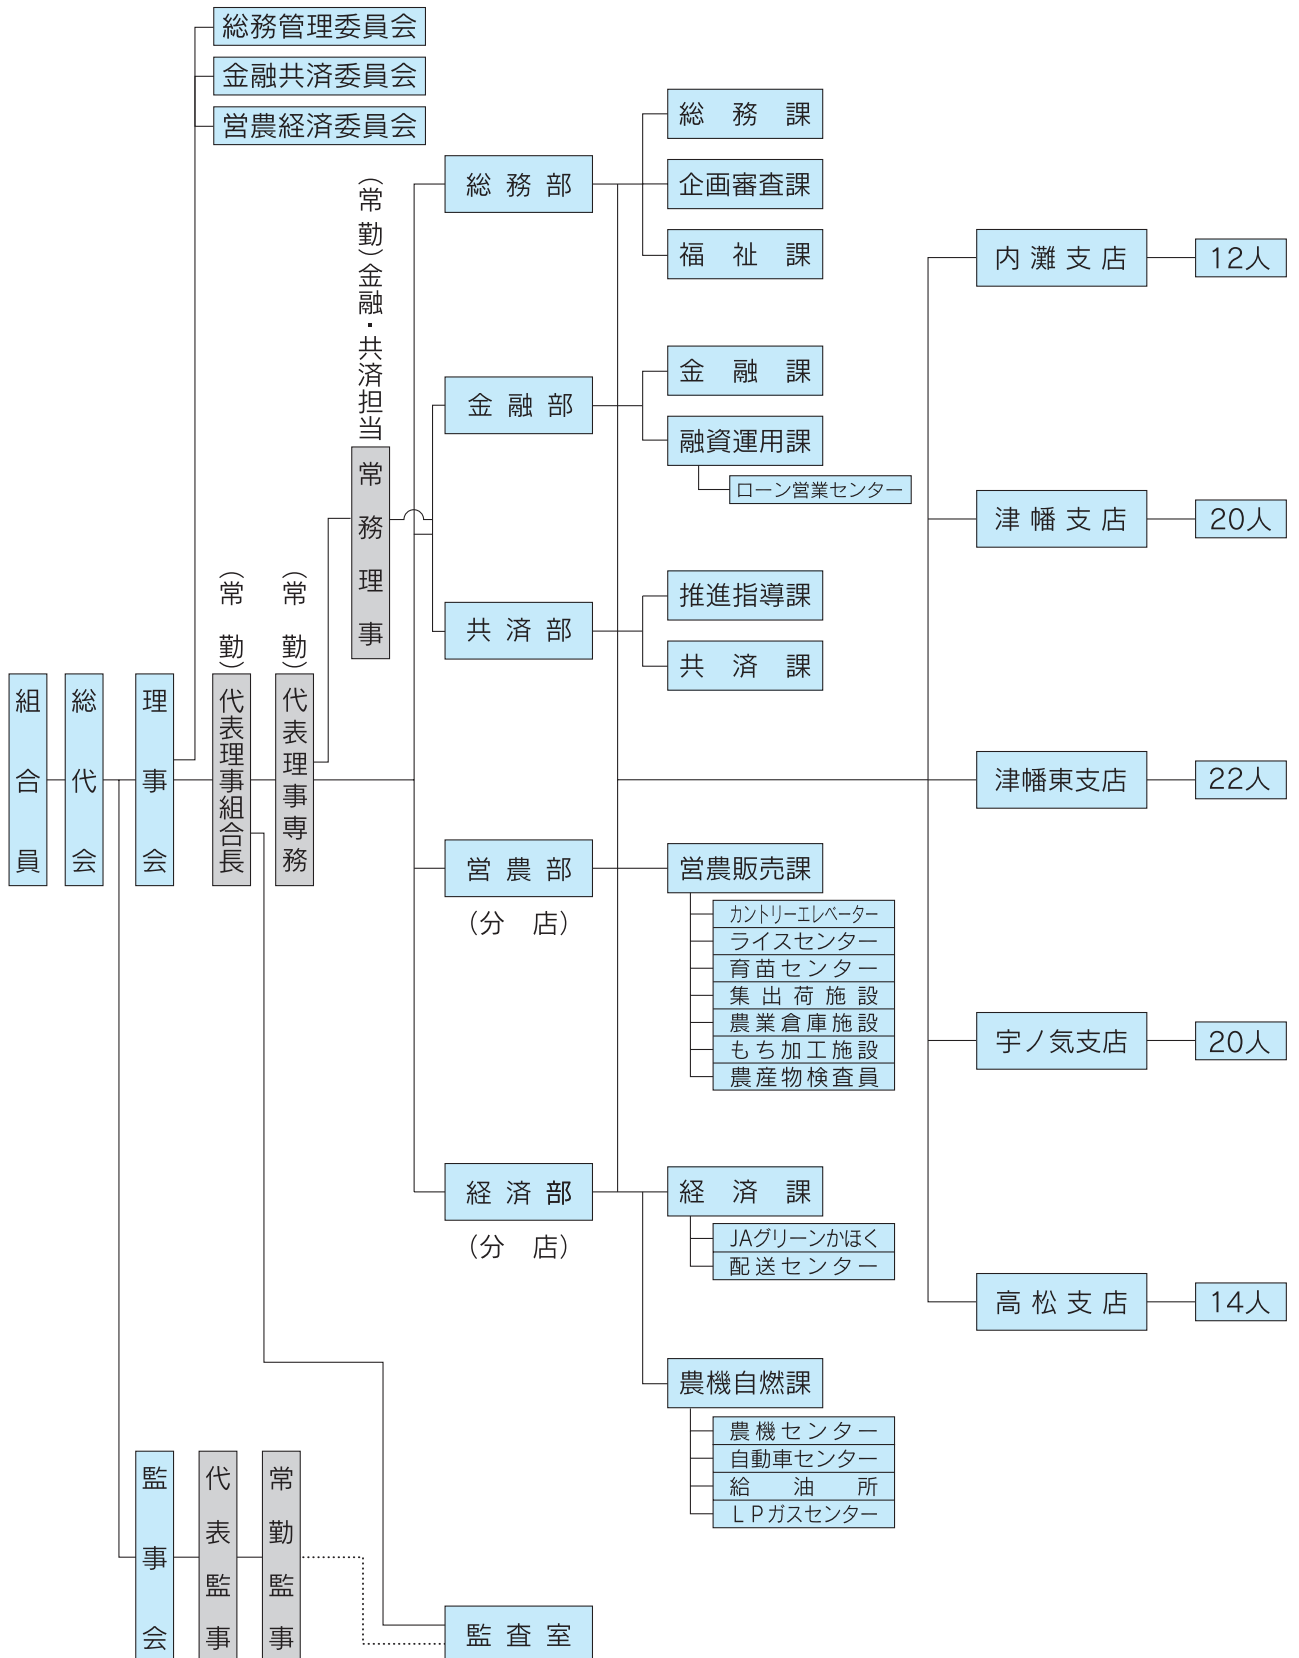 総務管理委員会
金融共済委員会
営農経済委員会
組合員
総代会
理事会
(常勤)代表理事組合長
(常勤)代表理事専務
(常勤)金融・共済担当
常務理事
総務部
総務課
企画審査課
福祉課
金融部
金融課
融資運用課
ローン営業センター
共済部
推進指導課
共済課
営農部
(分店)
営農販売課
カントリーエレベーター
ライスセンター
育苗センター
集出荷施設
農業倉庫施設
もち加工施設
農産物検査員
経済部
(分店)
経済課
JAグリーンかほく
配送センター
農機自燃課
農機センター
自動車センター
給油所
LPガスセンター
内灘支店 12人
津幡支店 20人
津幡東支店 22人
宇ノ気支店 20人
高松支店 14人
監事会
代表監事
常勤監事
監査室